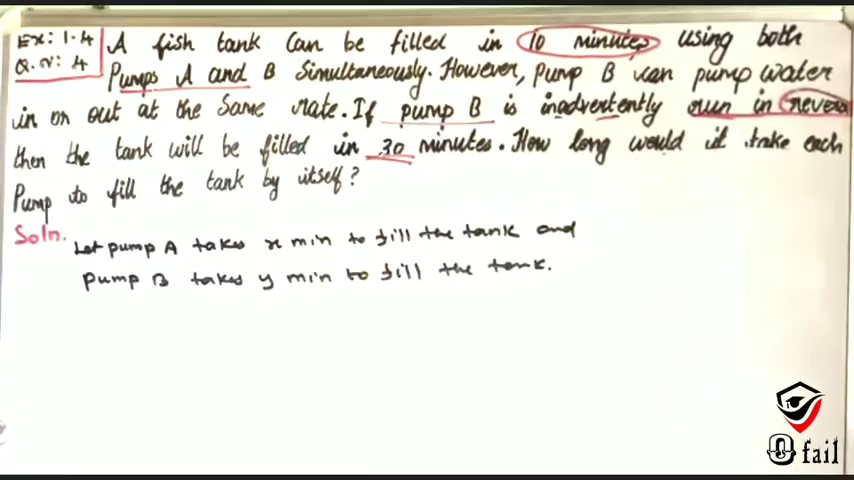 Ex: 1.4
Q.N: 4
A fish tank can be filled in 10 minutes using both
Pumps A and B Simultaneously. However, pump B can pump water
in or out at the same rate. If pump B is inadvertently run in revers
then the tank will be filled in 30 minutes. How long would it take each
Pump to fill the tank by itself?
Soln.
Let pump A takes x min to fill the tank and
pump B takes y min to fill the tank.
0 fail